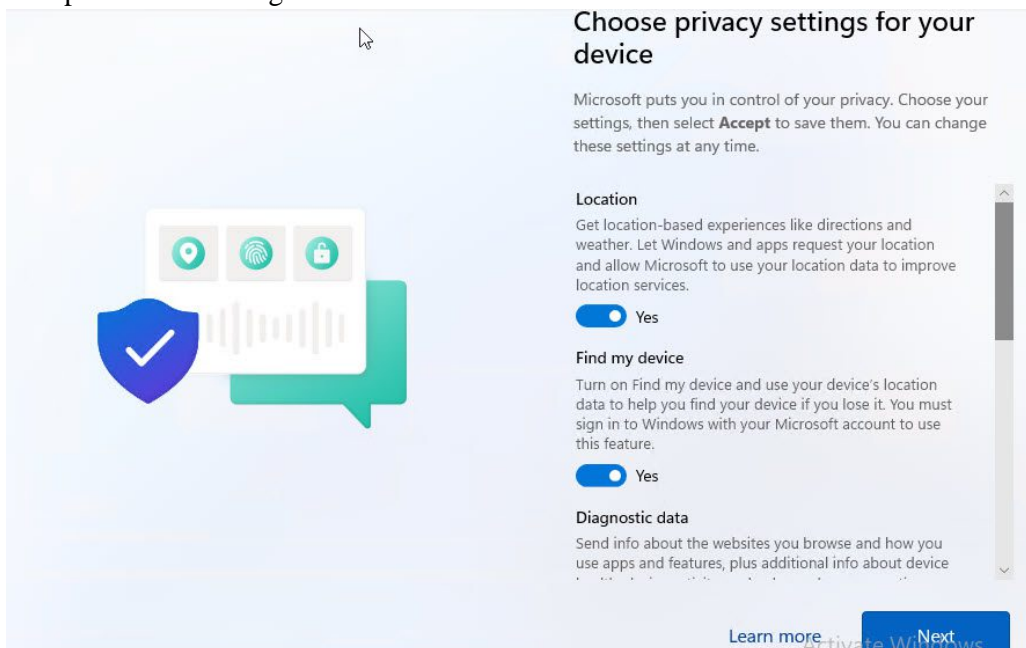 Choose privacy settings for your
device
Microsoft puts you in control of your privacy. Choose your
settings, then select Accept to save them. You can change
these settings at any time.
Location
Get location-based experiences like directions and
weather. Let Windows and apps request your location
and allow Microsoft to use your location data to improve
location services.
Yes
Find my device
Turn on Find my device and use your device's location
data to help you find your device if you lose it. You must
sign in to Windows with your Microsoft account to use
this feature.
Yes
Diagnostic data
Send info about the websites you browse and how you
use apps and features, plus additional info about device
Learn more
Next
Activate Windows